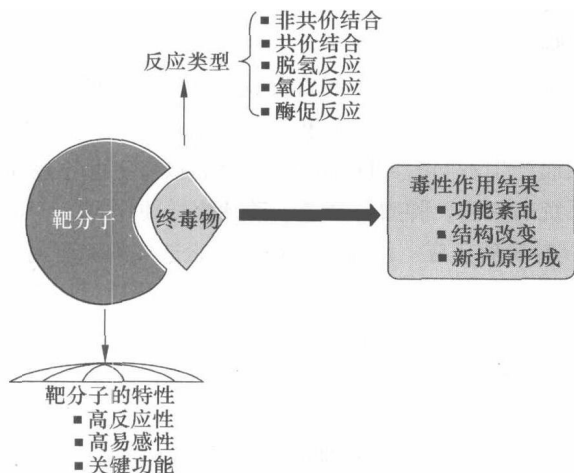 反应类型
■ 非共价结合
■ 共价结合
■ 脱氢反应
■ 氧化反应
■ 酶促反应
靶分子
终毒物
毒性作用结果
■ 功能紊乱
■ 结构改变
■ 新抗原形成
靶分子的特性
■ 高反应性
■ 高易感性
■ 关键功能